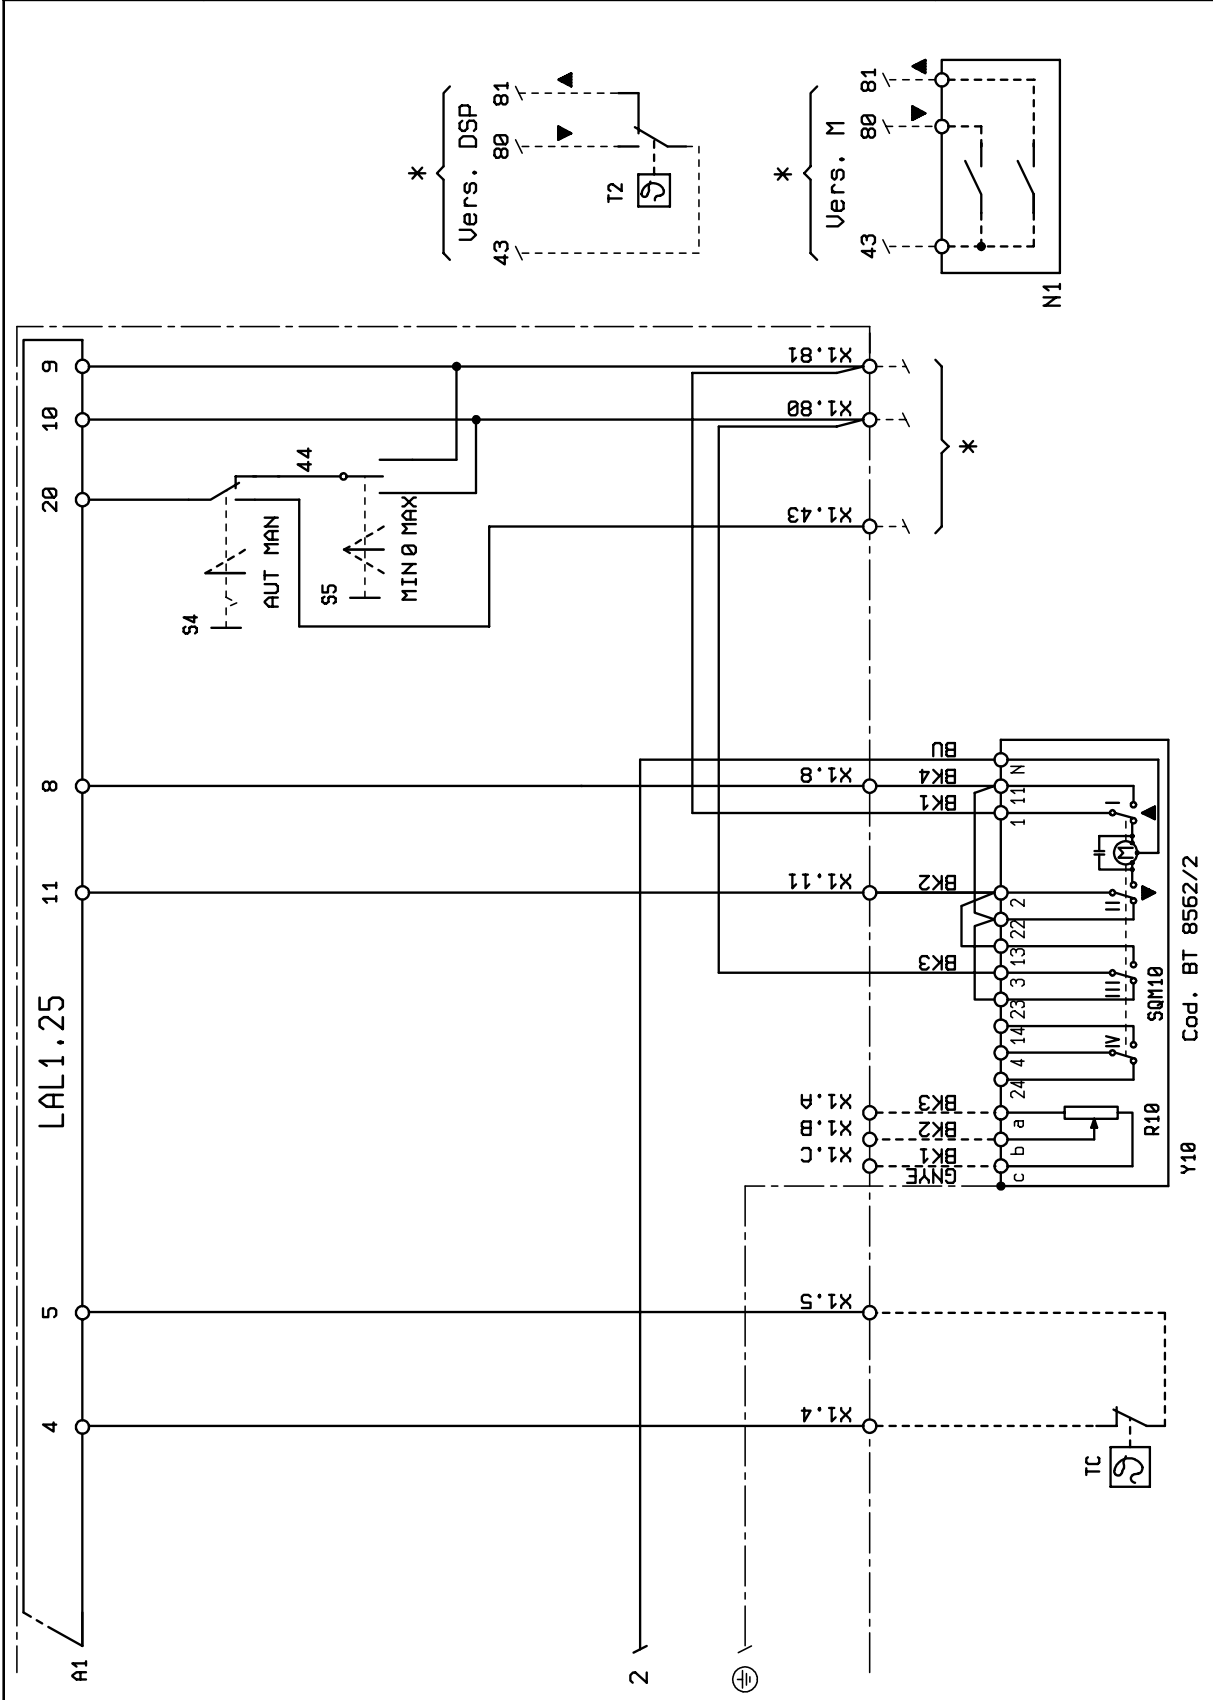 A1
LAL1.25
4
5
11
8
20
10
9
S4
AUT MAN
S5
MIN 0 MAX
44
X1.4
X1.5
X1.C
X1.B
X1.A
X1.11
X1.8
X1.43
X1.80
X1.81
*
2
GNYE
BK1
BK2
BK3
BK3
BK2
BK1
BK4
BU
c
b
a
24
4
14
23
3
13
22
2
1
11
N
IV
III
II
I
M
R10
SQM10
Y10
Cod. BT 8562/2
TC
*
Vers. DSP
43
80
81
T2
*
Vers. M
43
80
81
N1